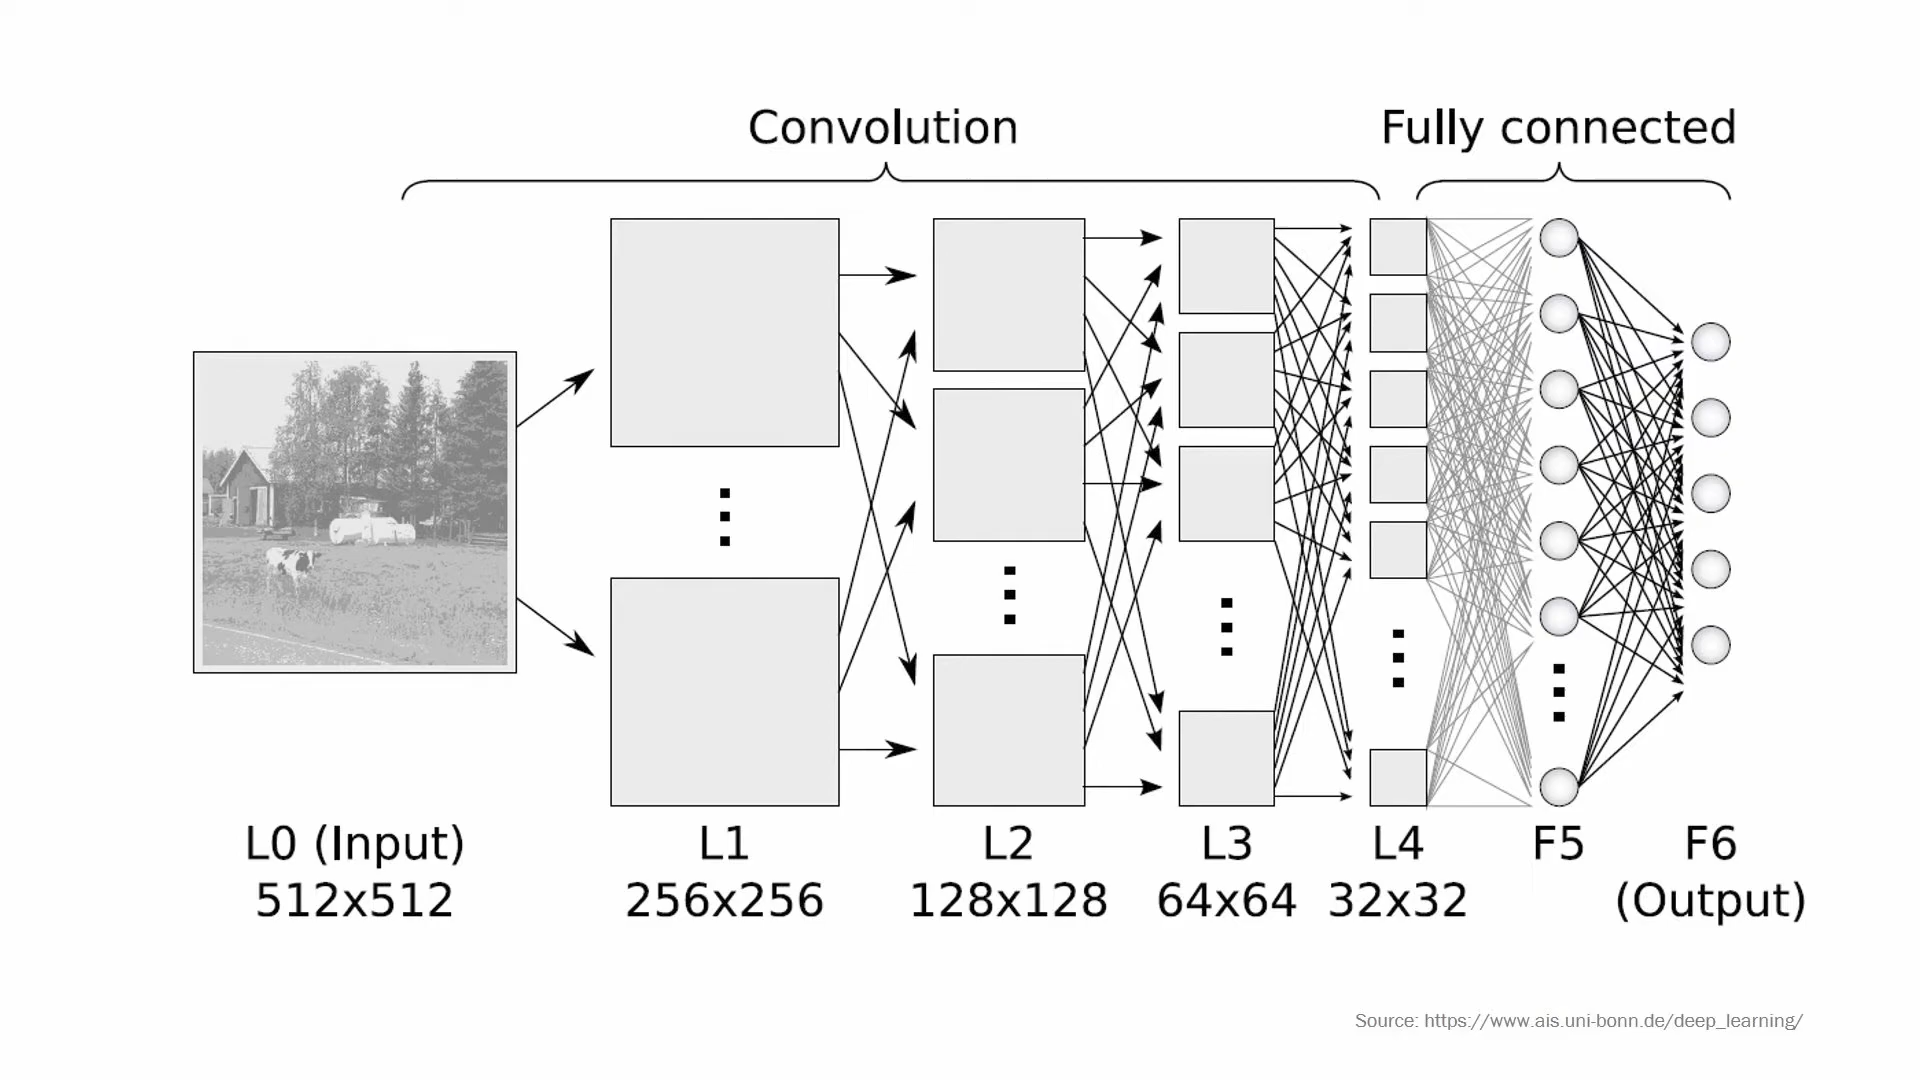 Convolution
Fully connected
L0 (Input)
512x512
L1
256x256
L2
128x128
L3
64x64
L4
32x32
F5
F6
(Output)
Source: https://www.ais.uni-bonn.de/deep_learning/